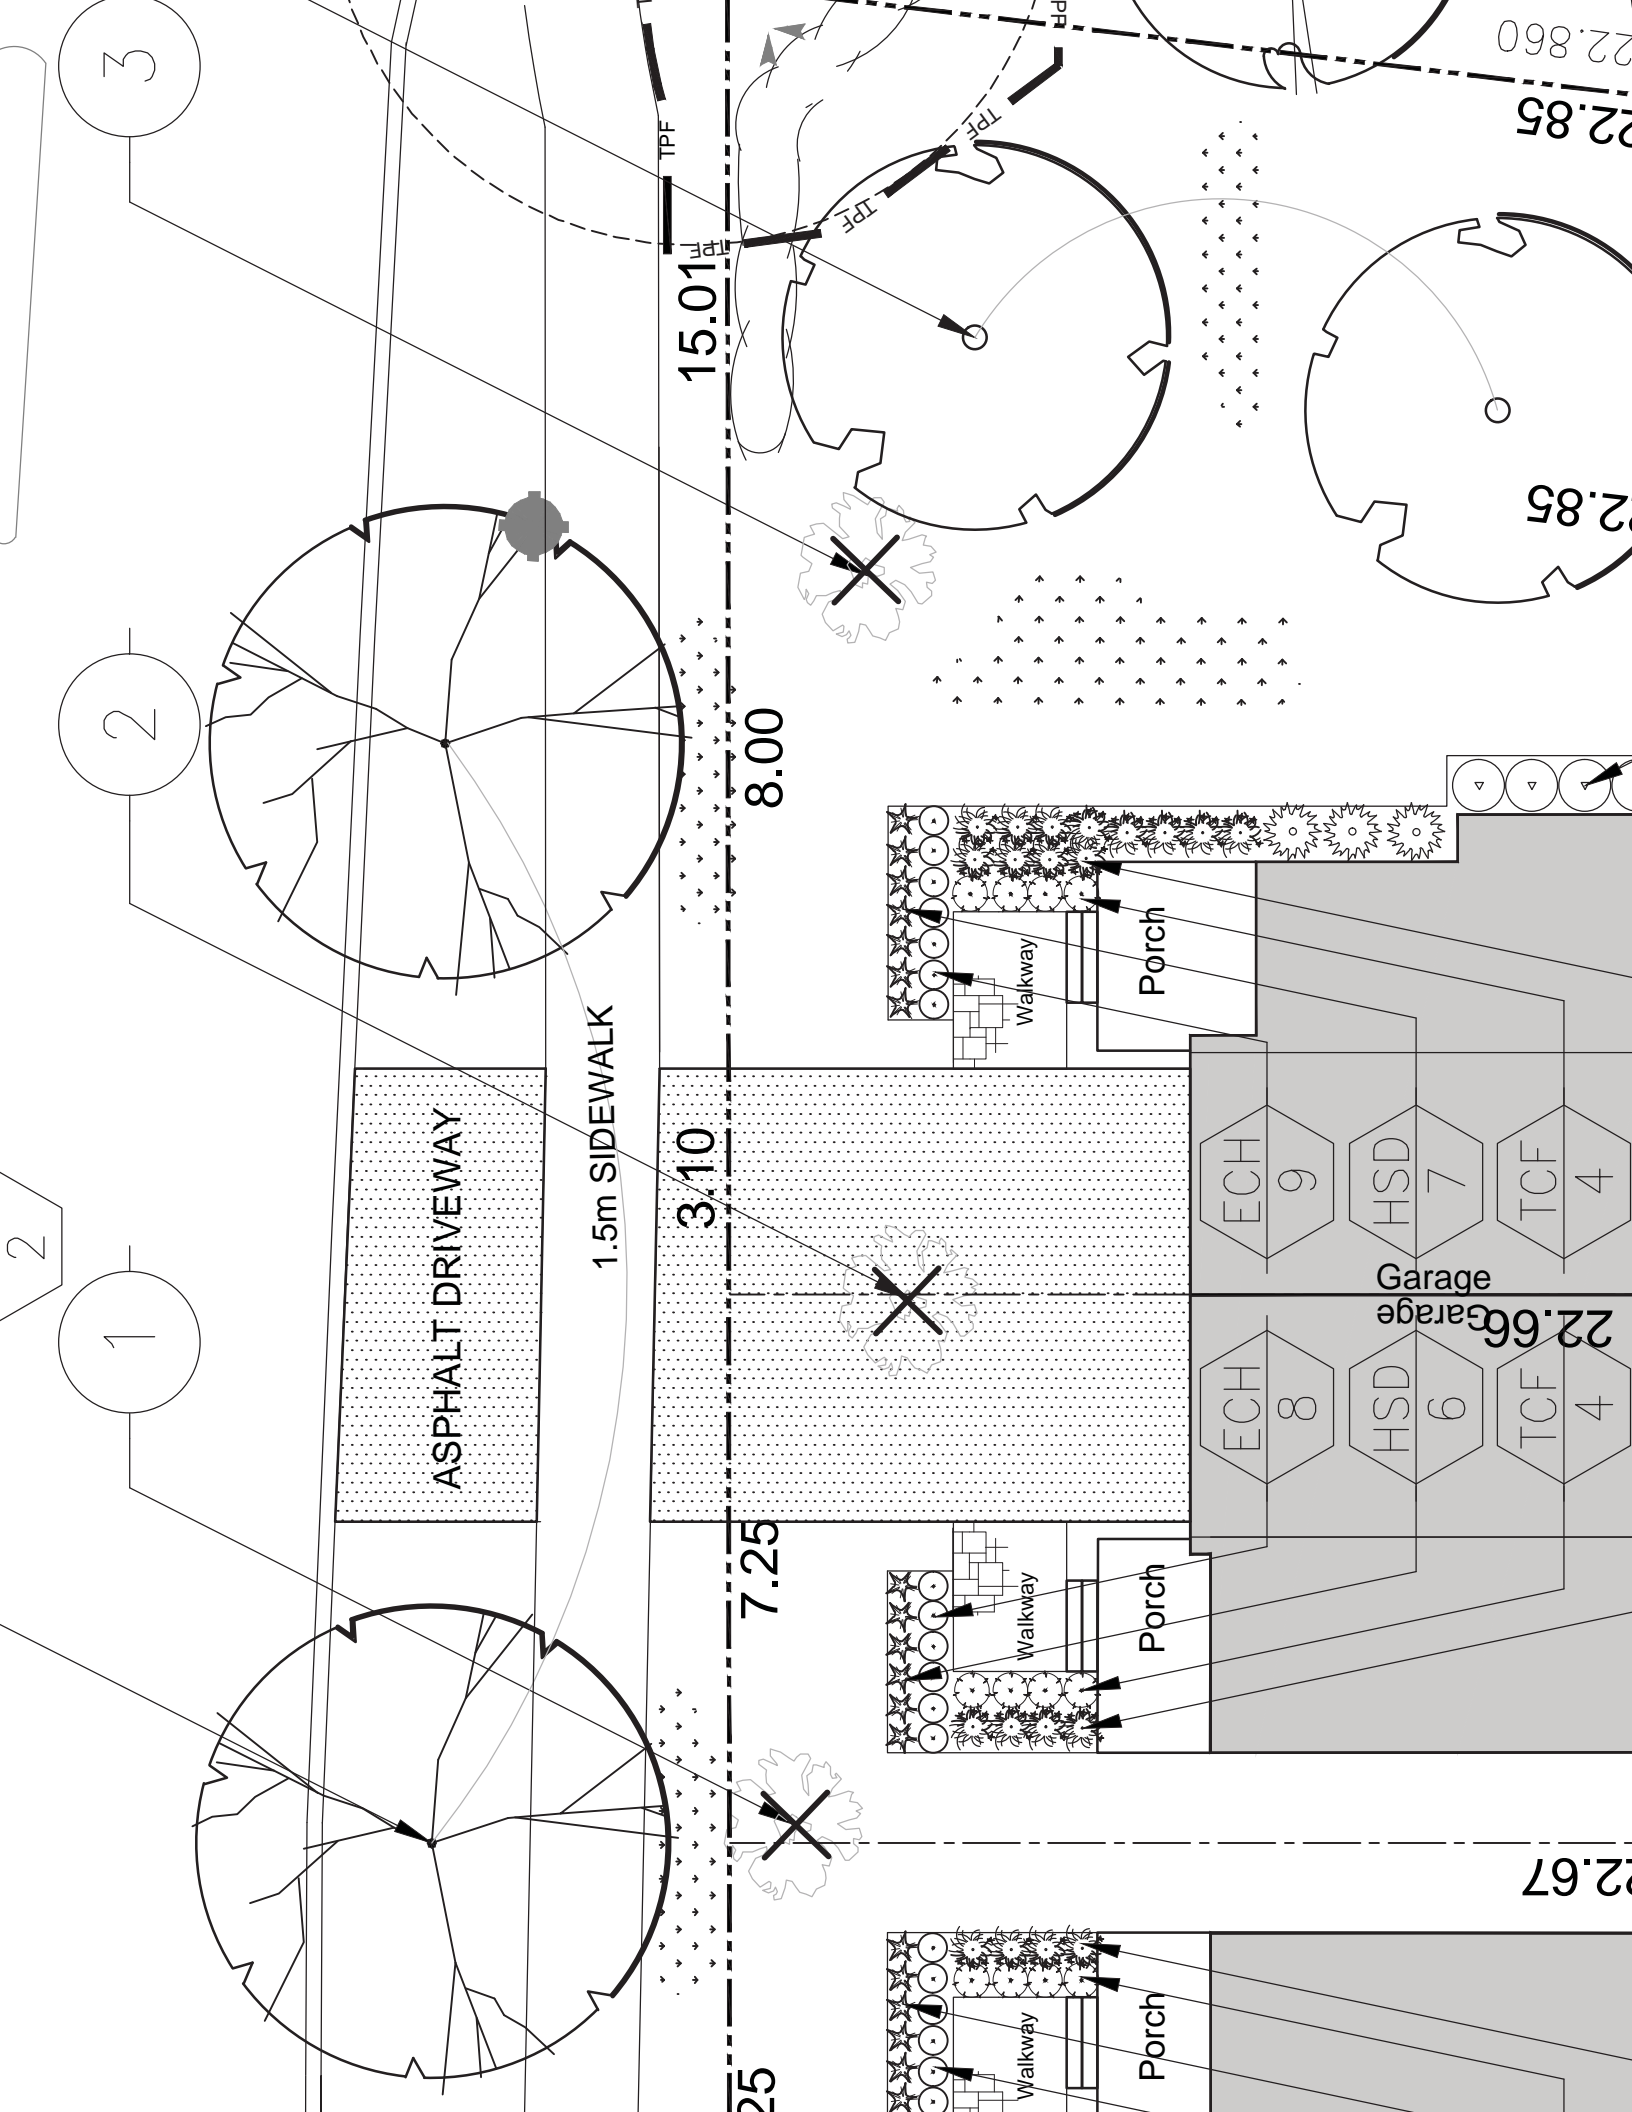 3
TPF
TPF
TPF
TPF
15.01
22.860
22.85
22.85
2
8.00
Walkway
Porch
1.5m SIDEWALK
ASPHALT DRIVEWAY
3.10
2
1
ECH
9
HSD
7
TCF
4
Garage
Garage
22.66
ECH
8
HSD
6
TCF
4
7.25
Walkway
Porch
22.67
25
Walkway
Porch